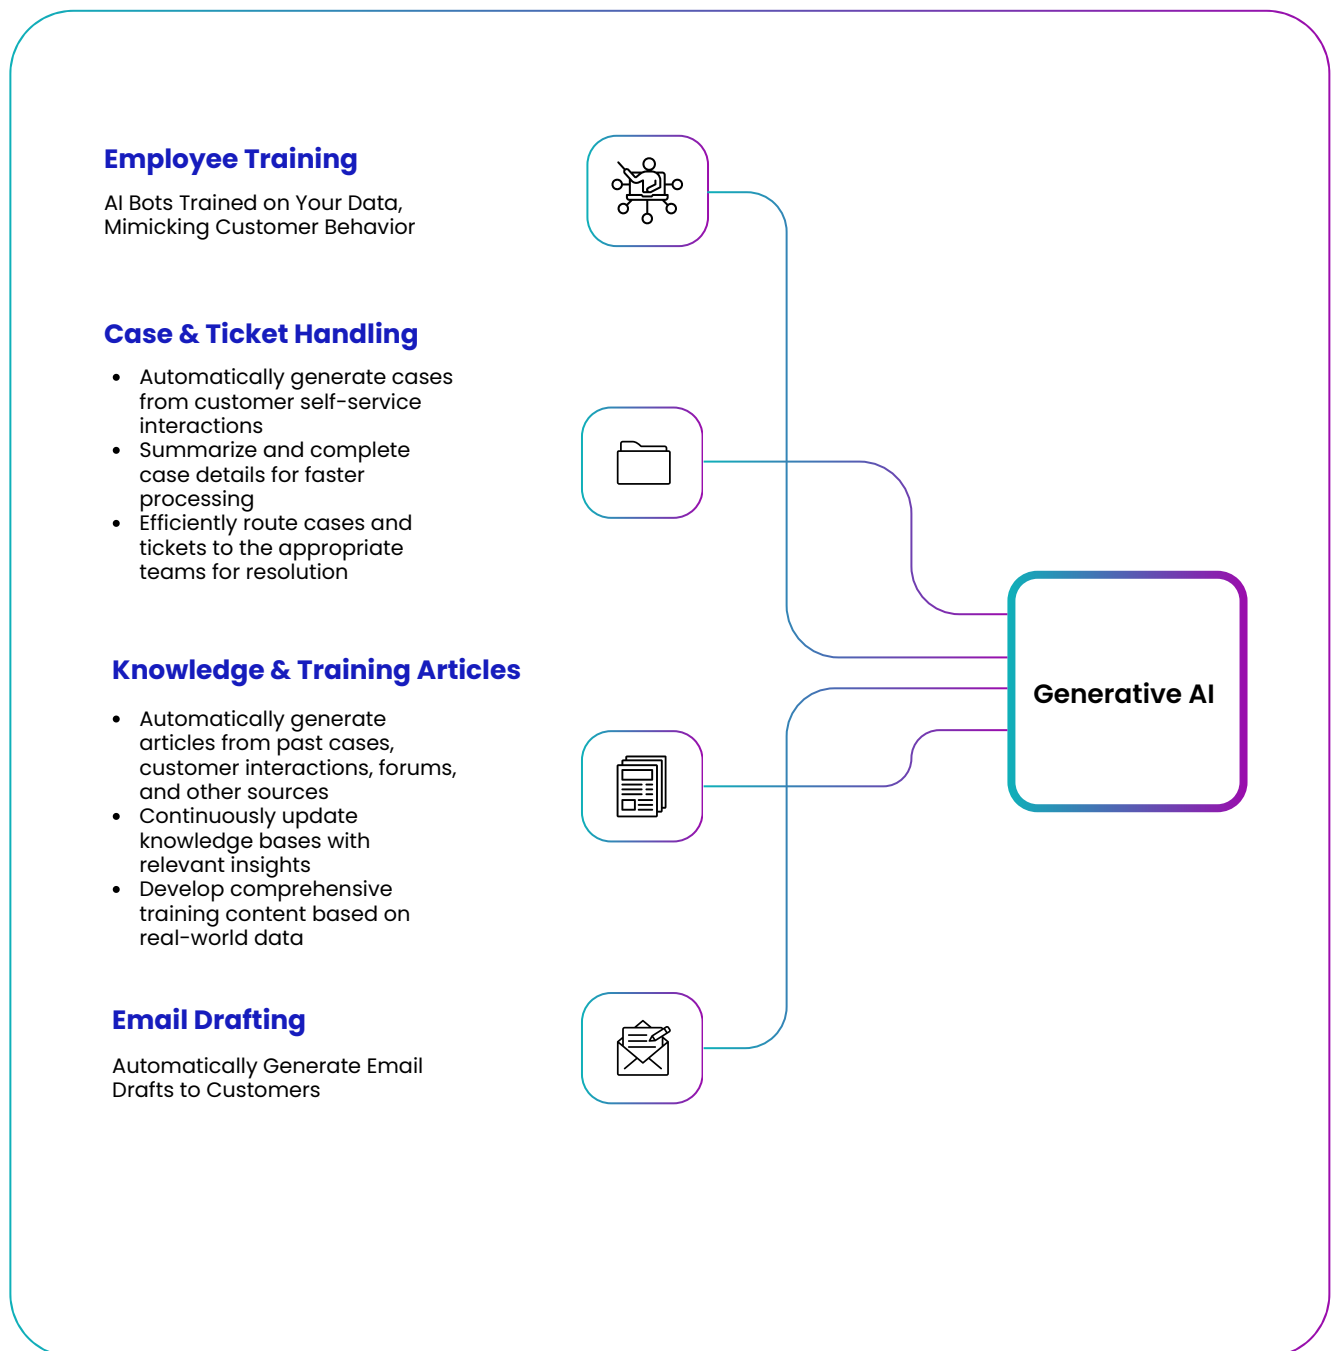 Employee Training
AI Bots Trained on Your Data,
Mimicking Customer Behavior
Case & Ticket Handling
• Automatically generate cases
from customer self-service
interactions
• Summarize and complete
case details for faster
processing
• Efficiently route cases and
tickets to the appropriate
teams for resolution
Knowledge & Training Articles
• Automatically generate
articles from past cases,
customer interactions, forums,
and other sources
• Continuously update
knowledge bases with
relevant insights
• Develop comprehensive
training content based on
real-world data
Email Drafting
Automatically Generate Email
Drafts to Customers
Generative AI